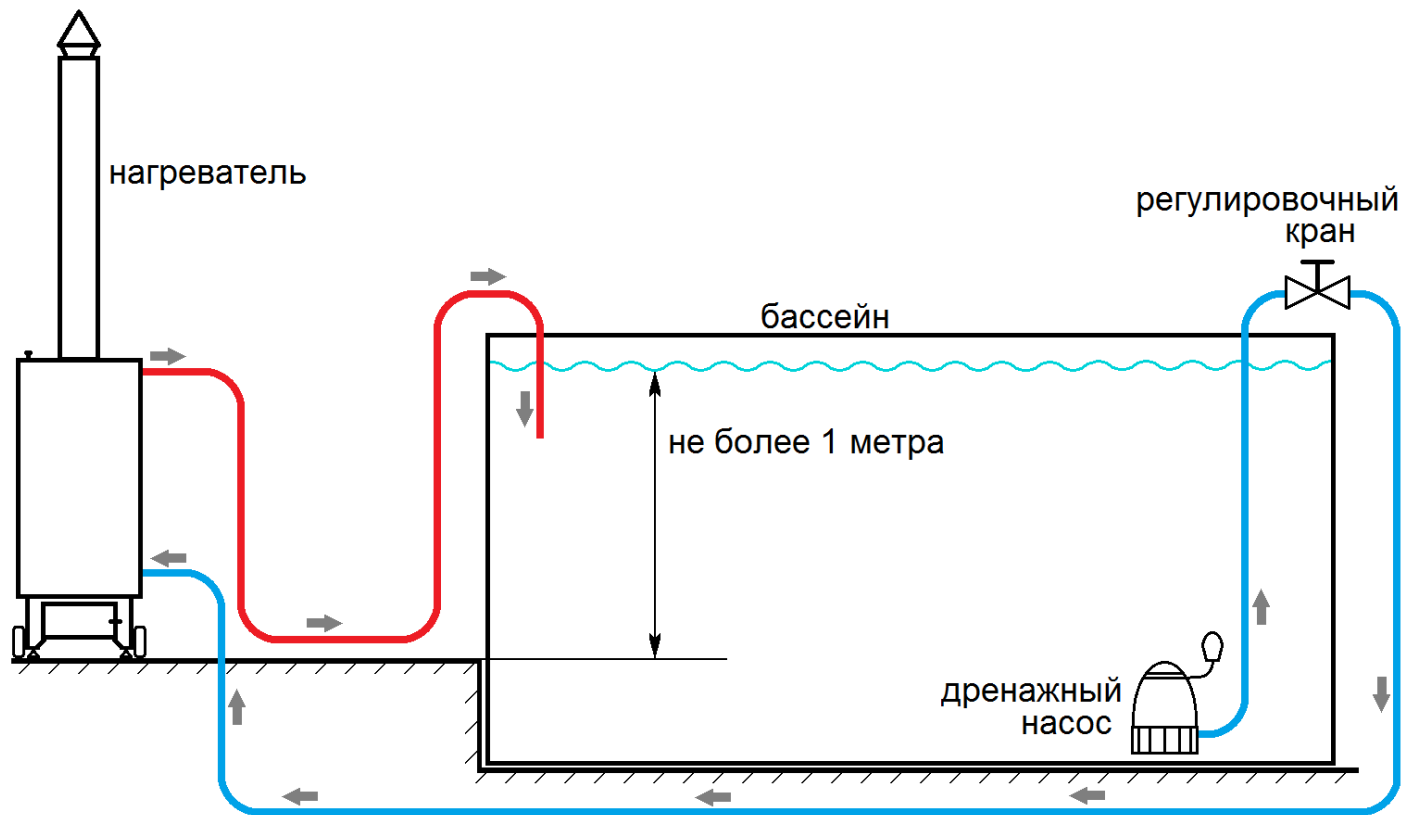 нагреватель
регулировочный
кран
бассейн
не более 1 метра
дренажный
насос